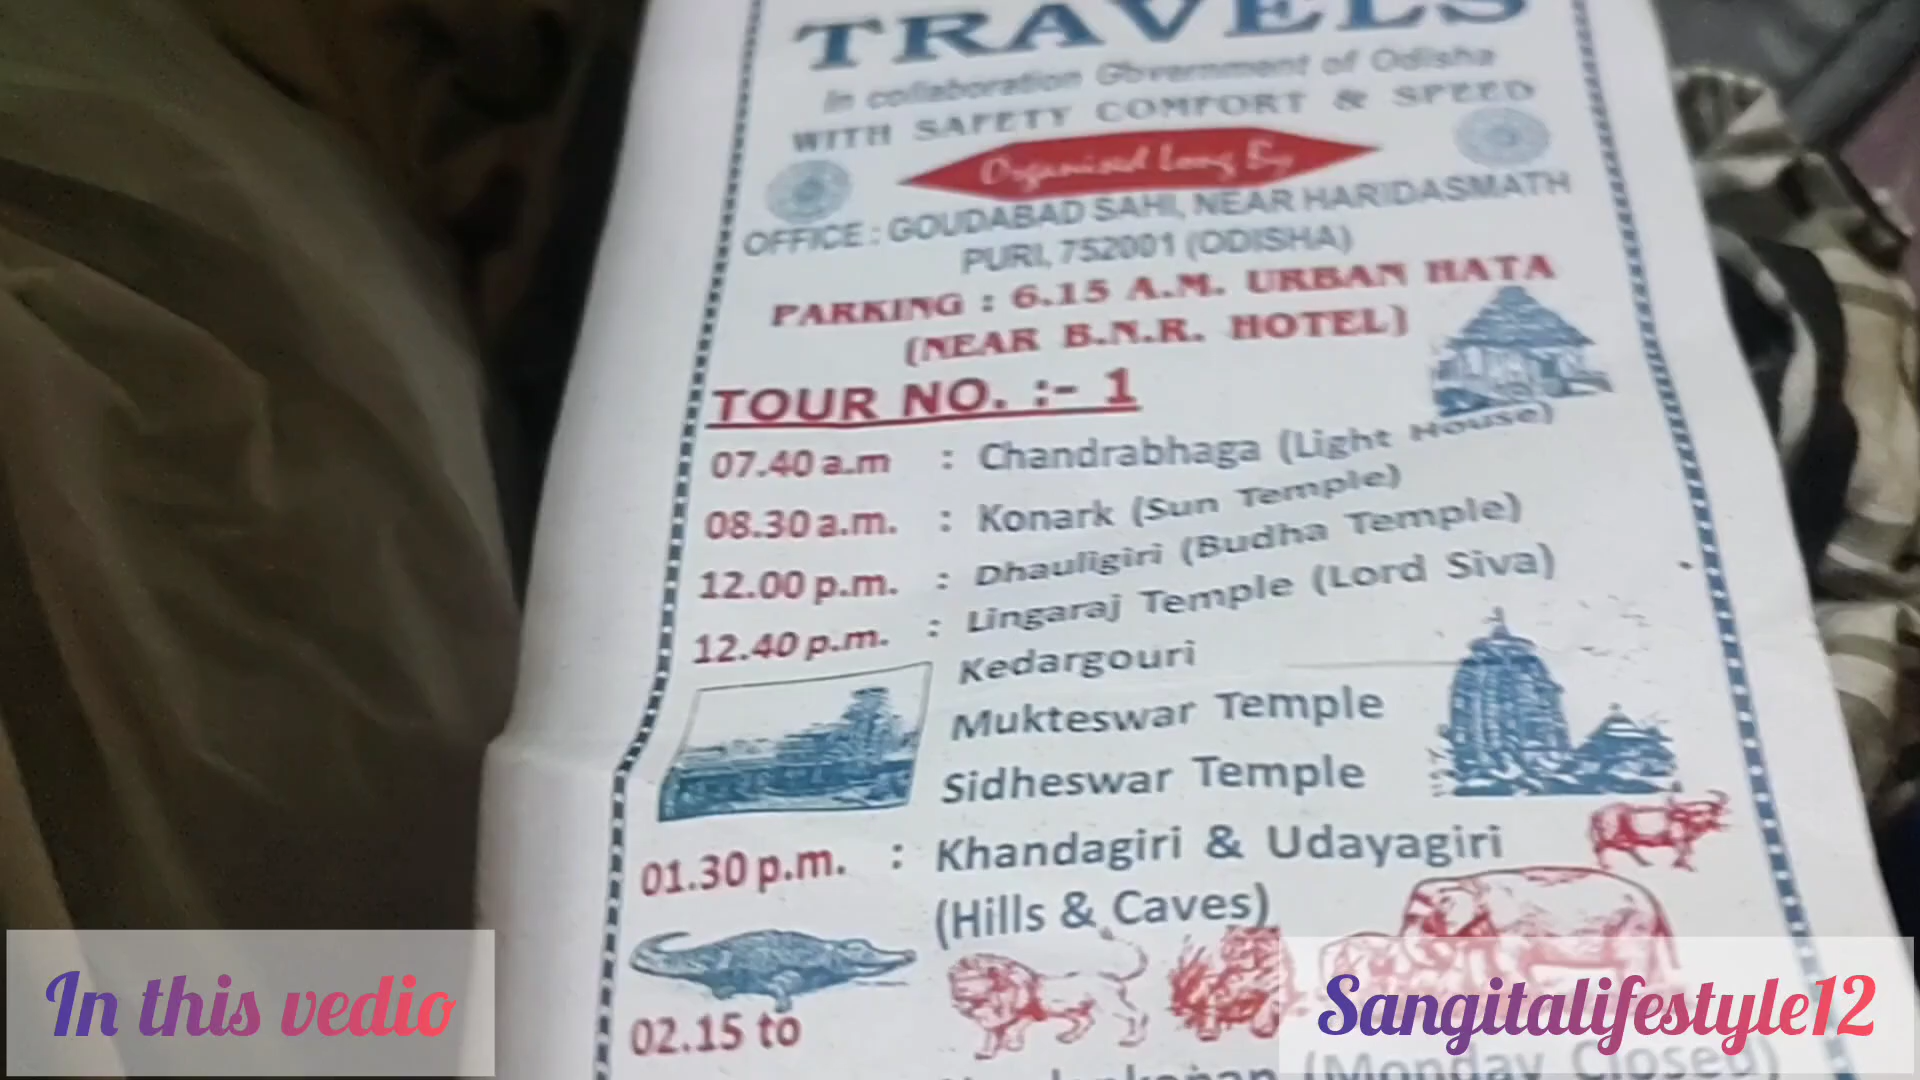 TRAVELS
In collaboration Government of Odisha
WITH SAFETY COMFORT & SPEED
Organised Long By
OFFICE : GOUDABAD SAHI, NEAR HARIDASMATH
PURI, 752001 (ODISHA)
PARKING : 6.15 A.M. URBAN HATA
(NEAR B.N.R. HOTEL)
TOUR NO. :- 1
07.40 a.m : Chandrabhaga (Light House)
08.30 a.m. : Konark (Sun Temple)
12.00 p.m. : Dhauligiri (Budha Temple)
12.40 p.m. : Lingaraj Temple (Lord Siva)
Kedargouri
Mukteswar Temple
Sidheswar Temple
01.30 p.m. : Khandagiri & Udayagiri
(Hills & Caves)
02.15 to
(Monday Closed)
In this vedio
Sangitalifestyle12